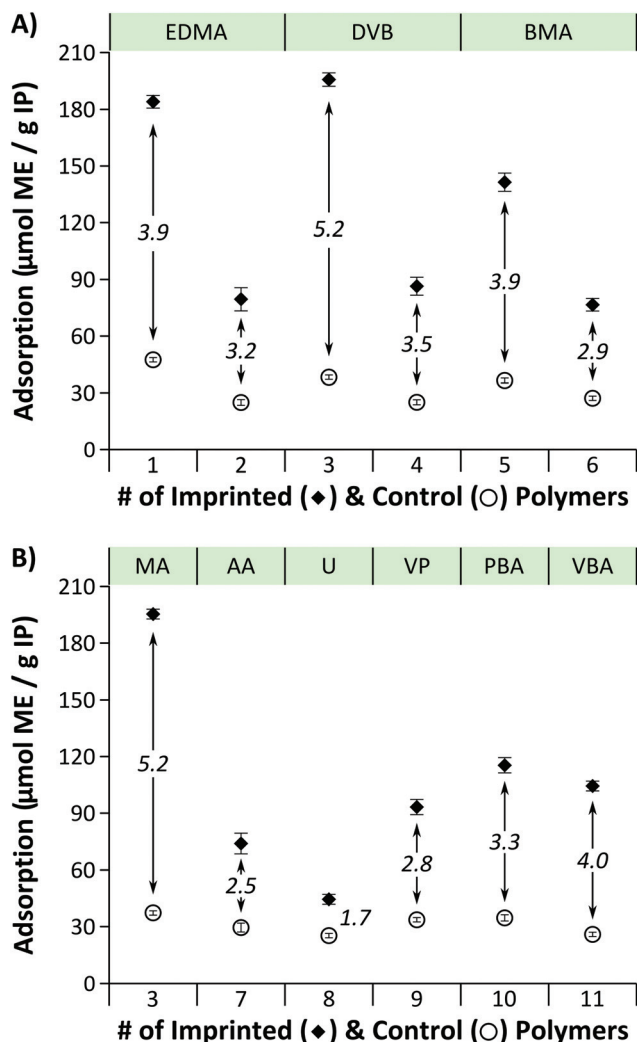 A)
EDMA DVB BMA
210
180
150
120
90
60
30
0
Adsorption (μmol ME / g IP)
3.9
3.2
5.2
3.5
3.9
2.9
1 2 3 4 5 6
# of Imprinted (◆) & Control (○) Polymers
B)
MA AA U VP PBA VBA
210
180
150
120
90
60
30
0
Adsorption (μmol ME / g IP)
5.2
2.5
1.7
2.8
3.3
4.0
3 7 8 9 10 11
# of Imprinted (◆) & Control (○) Polymers